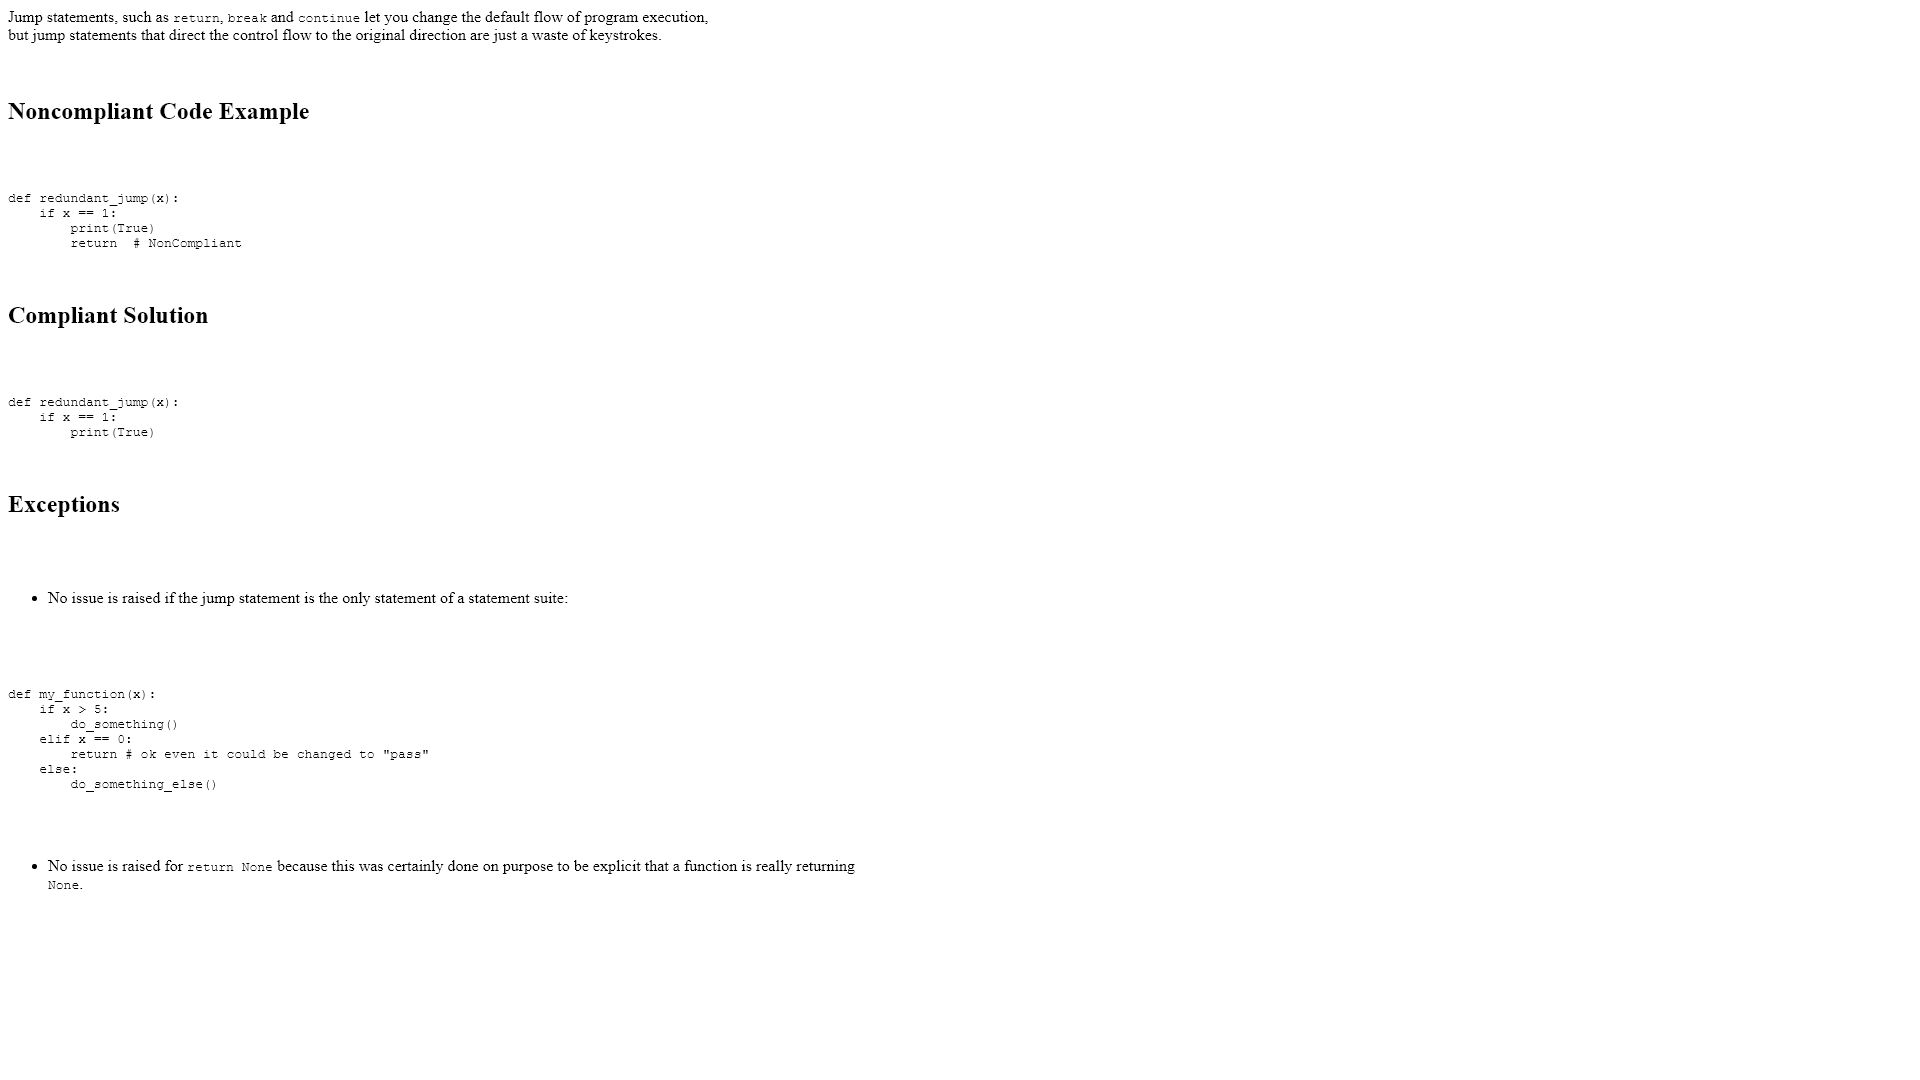 Jump statements, such as return, break and continue let you change the default flow of program execution,
but jump statements that direct the control flow to the original direction are just a waste of keystrokes.
Noncompliant Code Example
def redundant_jump(x):
    if x == 1:
        print(True)
        return  # NonCompliant
Compliant Solution
def redundant_jump(x):
    if x == 1:
        print(True)
Exceptions
• No issue is raised if the jump statement is the only statement of a statement suite:
def my_function(x):
    if x > 5:
        do_something()
    elif x == 0:
        return # ok even it could be changed to "pass"
    else:
        do_something_else()
• No issue is raised for return None because this was certainly done on purpose to be explicit that a function is really returning
None.